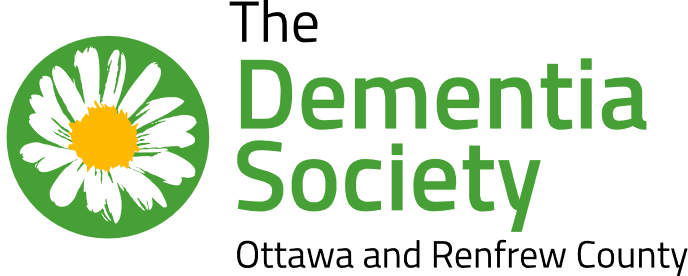 The
Dementia
Society
Ottawa and Renfrew County